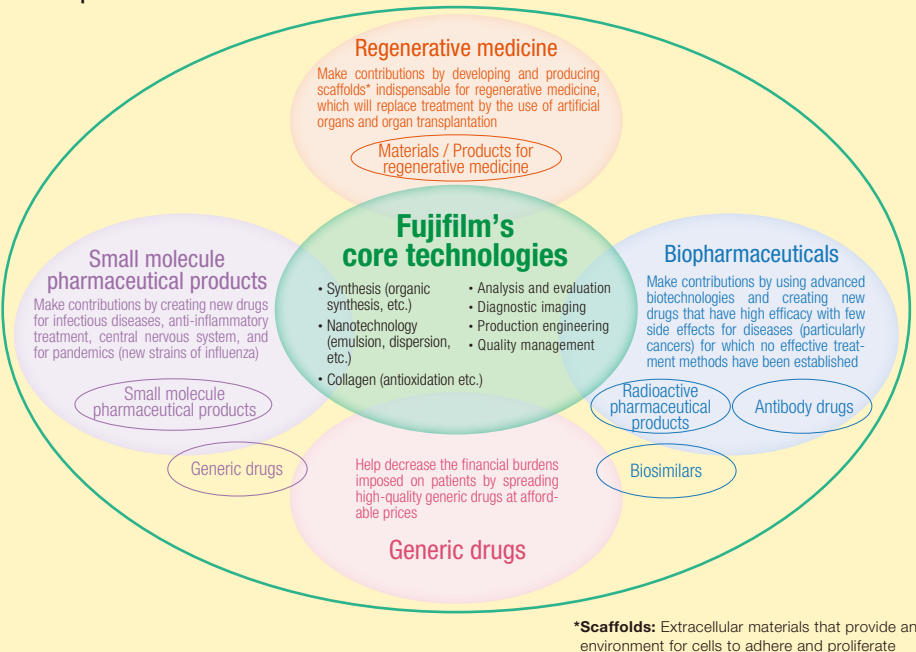 Regenerative medicine
Make contributions by developing and producing
scaffolds* indispensable for regenerative medicine,
which will replace treatment by the use of artificial
organs and organ transplantation
Materials / Products for
regenerative medicine
Fujifilm's
core technologies
• Synthesis (organic
synthesis, etc.)
• Nanotechnology
(emulsion, dispersion,
etc.)
• Collagen (antioxidation etc.)
• Analysis and evaluation
• Diagnostic imaging
• Production engineering
• Quality management
Small molecule
pharmaceutical products
Make contributions by creating new drugs
for infectious diseases, anti-inflammatory
treatment, central nervous system, and
for pandemics (new strains of influenza)
Small molecule
pharmaceutical products
Generic drugs
Biopharmaceuticals
Make contributions by using advanced
biotechnologies and creating new
drugs that have high efficacy with few
side effects for diseases (particularly
cancers) for which no effective treat-
ment methods have been established
Radioactive
pharmaceutical
products
Antibody drugs
Biosimilars
Help decrease the financial burdens
imposed on patients by spreading
high-quality generic drugs at afford-
able prices
Generic drugs
*Scaffolds: Extracellular materials that provide an
environment for cells to adhere and proliferate